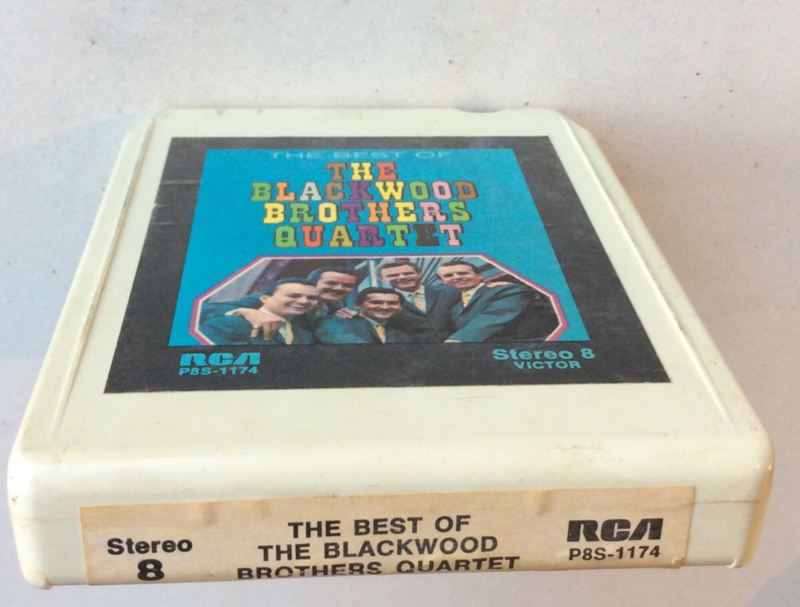 THE BEST OF
THE
BLACKWOOD
BROTHERS
QUARTET
RCA
P8S-1174
Stereo 8
VICTOR
Stereo
8
THE BEST OF
THE BLACKWOOD
BROTHERS QUARTET
RCA
P8S-1174